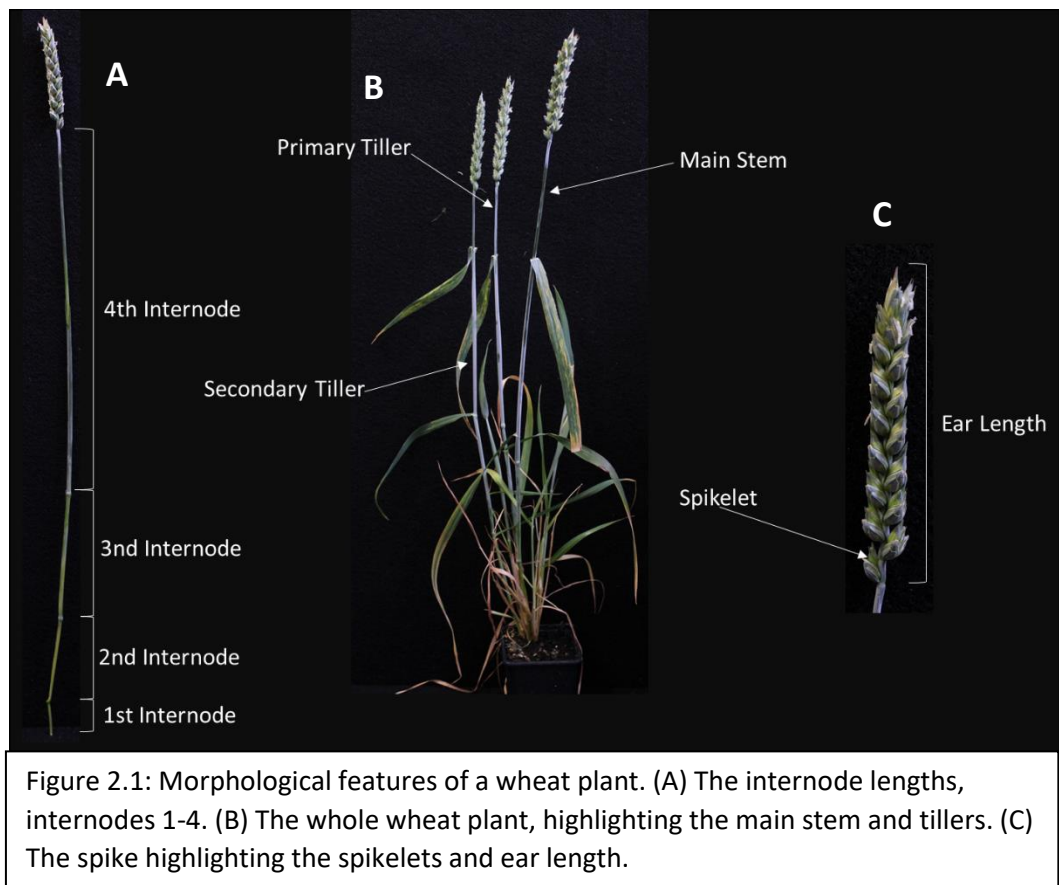 A
4th Internode
3nd Internode
2nd Internode
1st Internode
B
Primary Tiller
Main Stem
Secondary Tiller
C
Ear Length
Spikelet
Figure 2.1: Morphological features of a wheat plant. (A) The internode lengths,
internodes 1-4. (B) The whole wheat plant, highlighting the main stem and tillers. (C)
The spike highlighting the spikelets and ear length.